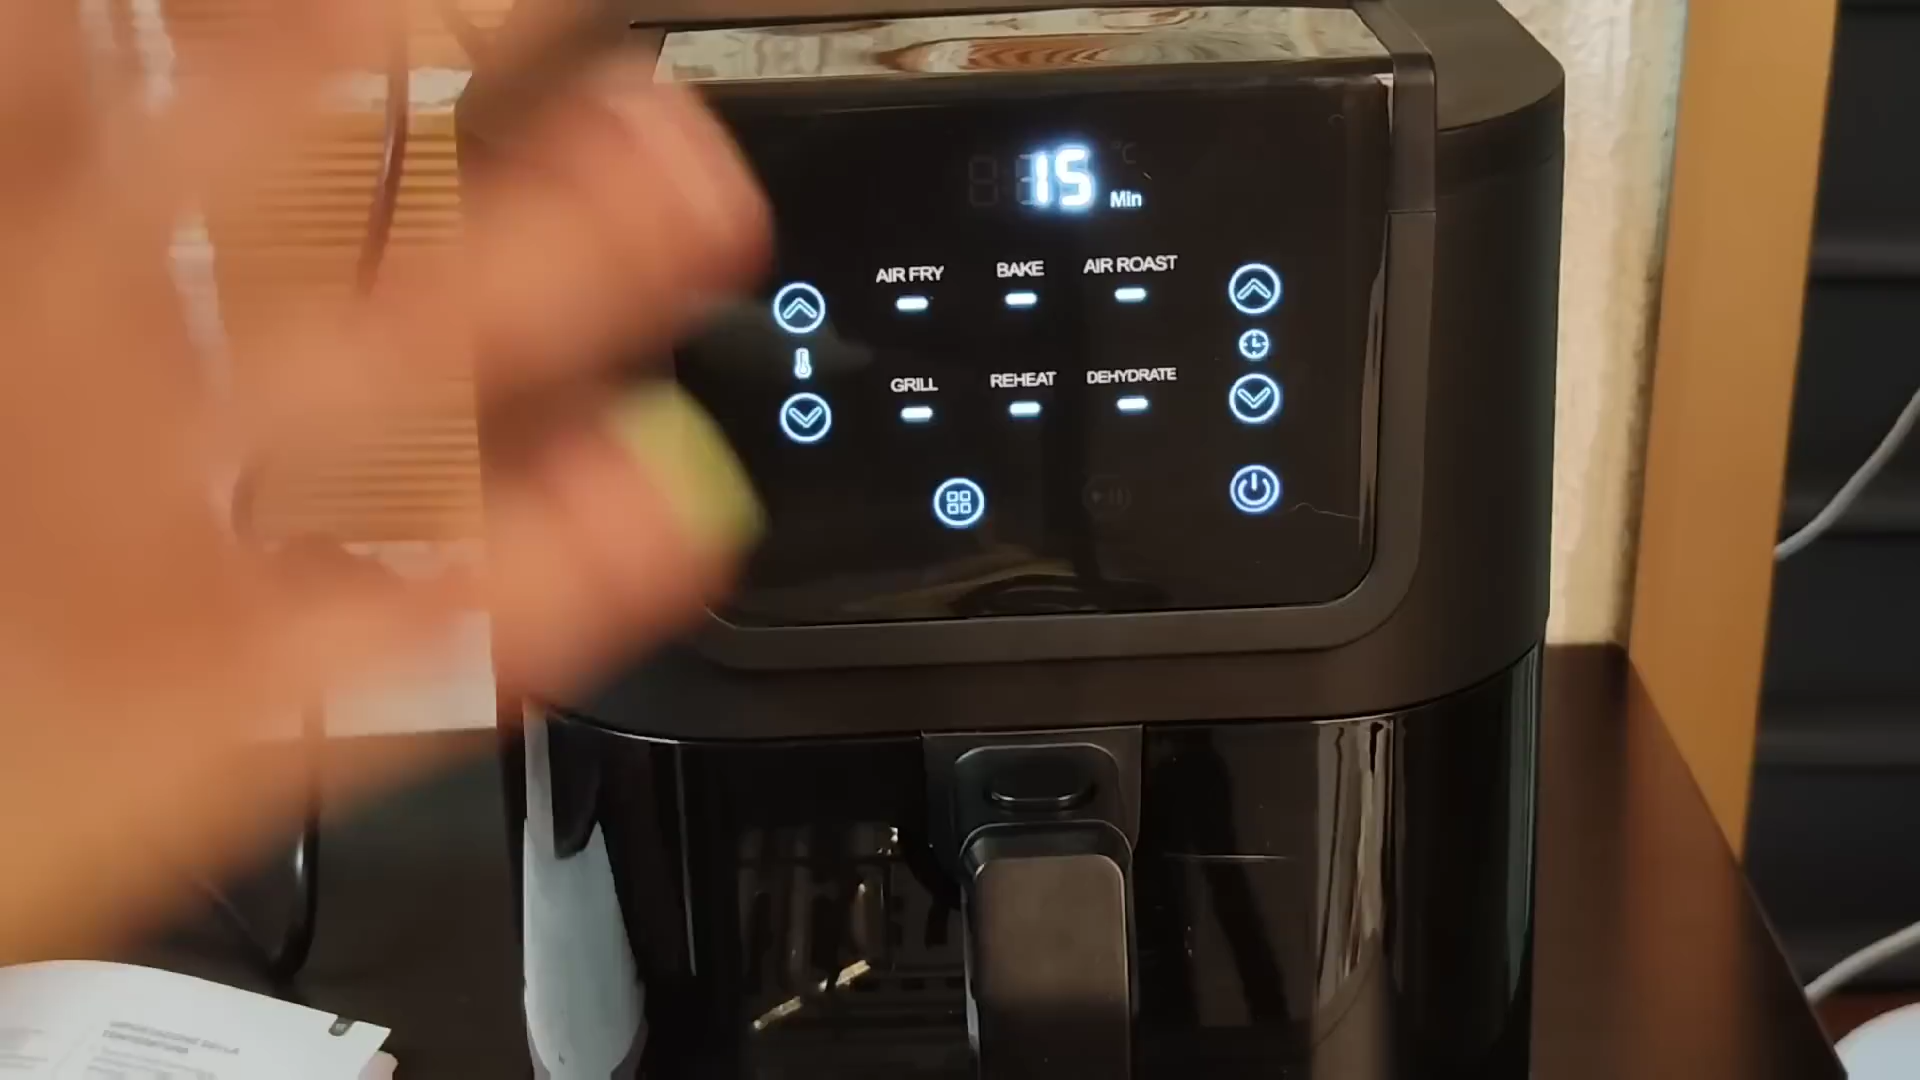 15
°C
Min
AIR FRY
BAKE
AIR ROAST
GRILL
REHEAT
DEHYDRATE